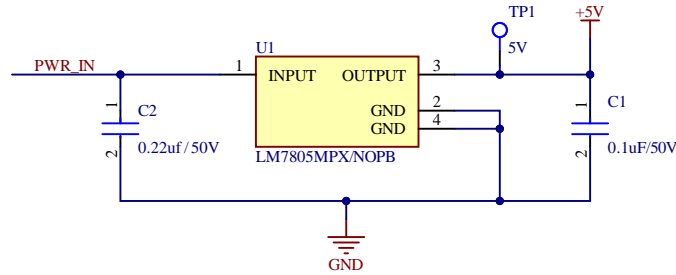 TP1
+5V
5V
U1
PWR_IN
1
INPUT
OUTPUT
3
1
C2
2
0.22uf/50V
GND
2
GND
4
LM7805MPX/NOPB
1
C1
2
0.1uF/50V
GND